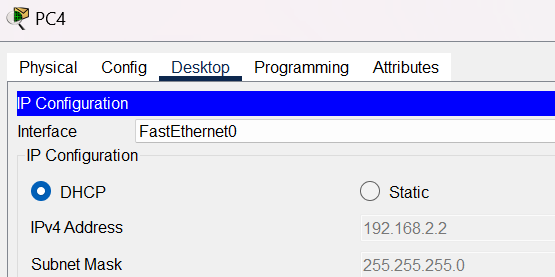 PC4
Physical Config Desktop Programming Attributes
IP Configuration
Interface FastEthernet0
IP Configuration
DHCP Static
IPv4 Address 192.168.2.2
Subnet Mask 255.255.255.0